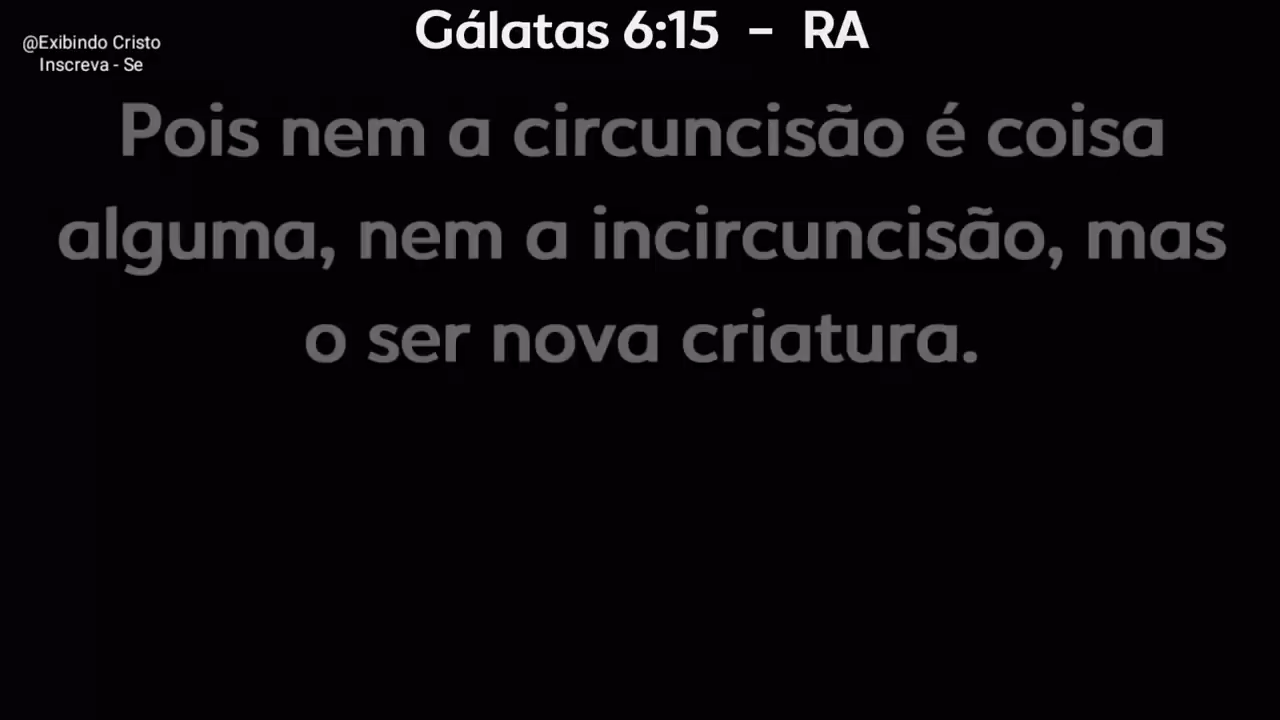 Gálatas 6:15 – RA
@Exibindo Cristo
Inscreva - Se
Pois nem a circuncisão é coisa
alguma, nem a incircuncisão, mas
o ser nova criatura.